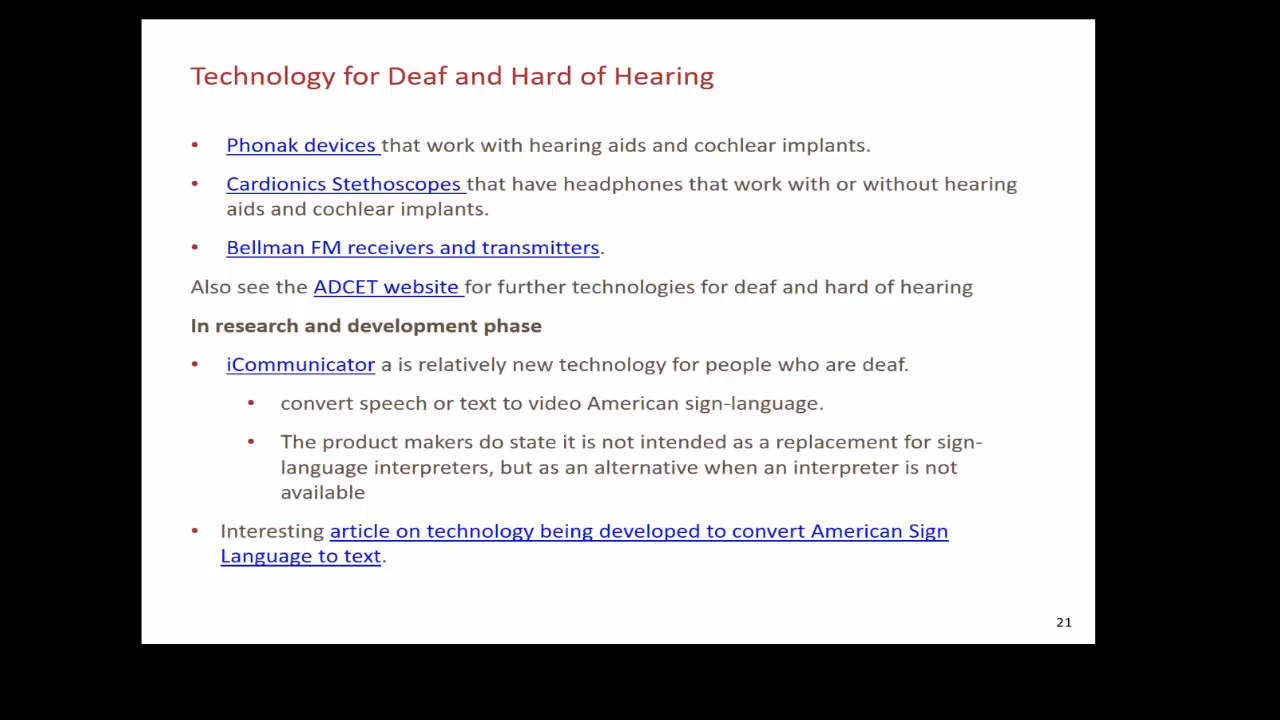 Technology for Deaf and Hard of Hearing
• Phonak devices that work with hearing aids and cochlear implants.
• Cardionics Stethoscopes that have headphones that work with or without hearing
aids and cochlear implants.
• Bellman FM receivers and transmitters.
Also see the ADCET website for further technologies for deaf and hard of hearing
In research and development phase
• iCommunicator a is relatively new technology for people who are deaf.
• convert speech or text to video American sign-language.
• The product makers do state it is not intended as a replacement for sign-
language interpreters, but as an alternative when an interpreter is not
available
• Interesting article on technology being developed to convert American Sign
Language to text.
21